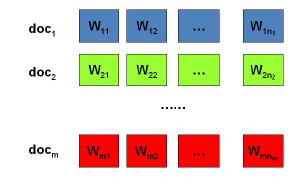 doc₁ W₁₁ W₁₂ ... W₁ₙ₁
doc₂ W₂₁ W₂₂ ... W₂ₙ₂
......
docₘ Wₘ₁ Wₘ₂ ... Wₘₙₘ